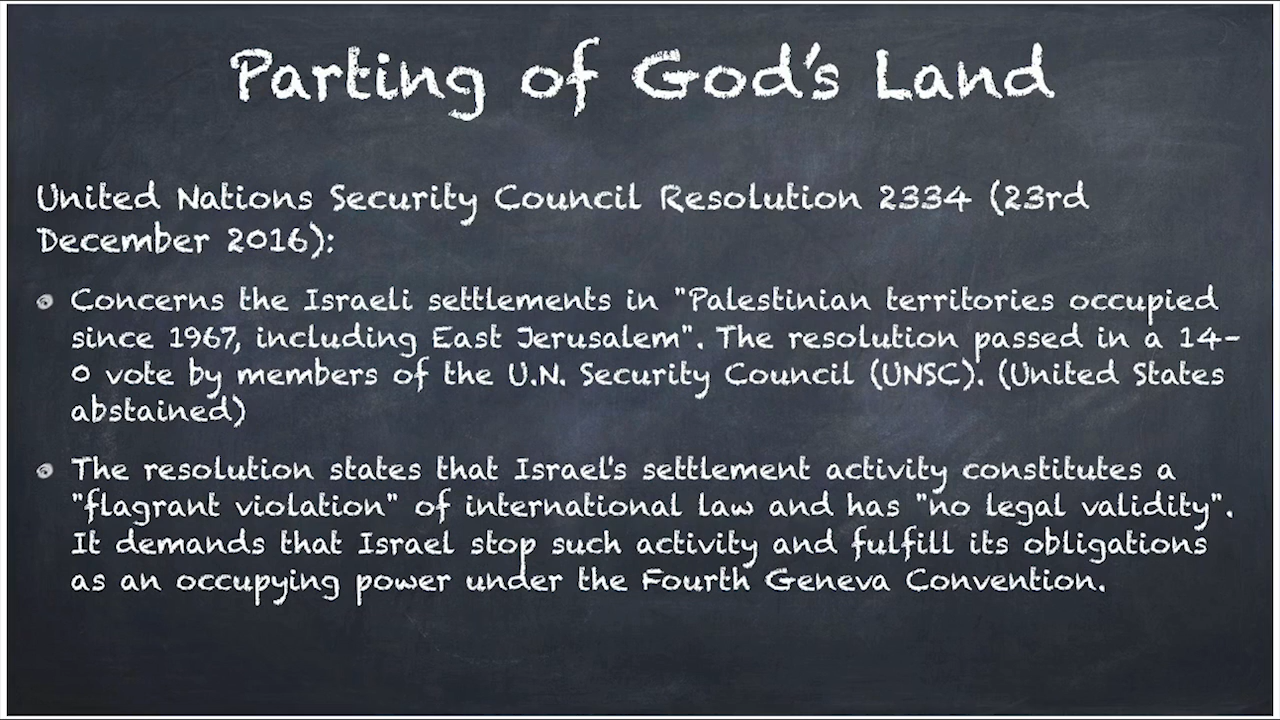 Parting of God's Land
United Nations Security Council Resolution 2334 (23rd
December 2016):
Concerns the Israeli settlements in "Palestinian territories occupied
since 1967, including East Jerusalem". The resolution passed in a 14-
0 vote by members of the U.N. Security Council (UNSC). (United States
abstained)
The resolution states that Israel's settlement activity constitutes a
"flagrant violation" of international law and has "no legal validity".
It demands that Israel stop such activity and fulfill its obligations
as an occupying power under the Fourth Geneva Convention.